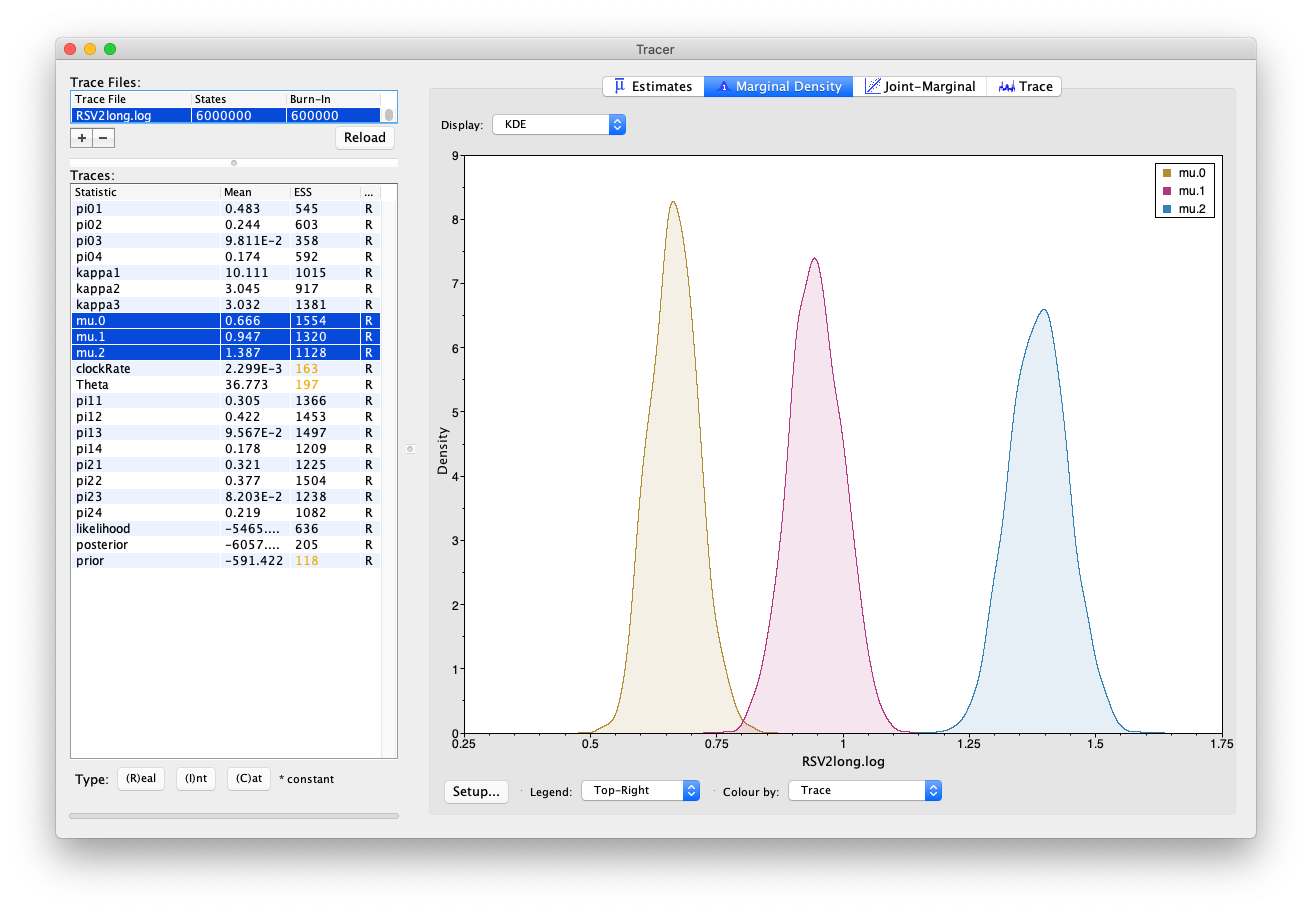 Tracer
Trace Files:
Trace File States Burn-In
RSV2long.log 6000000 600000
+ − Reload
Traces:
Statistic Mean ESS ...
pi01 0.483 545 R
pi02 0.244 603 R
pi03 9.811E-2 358 R
pi04 0.174 592 R
kappa1 10.111 1015 R
kappa2 3.045 917 R
kappa3 3.032 1381 R
mu.0 0.666 1554 R
mu.1 0.947 1320 R
mu.2 1.387 1128 R
clockRate 2.299E-3 163 R
Theta 36.773 197 R
pi11 0.305 1366 R
pi12 0.422 1453 R
pi13 9.567E-2 1497 R
pi14 0.178 1209 R
pi21 0.321 1225 R
pi22 0.377 1504 R
pi23 8.203E-2 1238 R
pi24 0.219 1082 R
likelihood -5465.... 636 R
posterior -6057.... 205 R
prior -591.422 118 R
Type: (R)eal (I)nt (C)at * constant
μ Estimates Marginal Density Joint-Marginal Trace
Display: KDE
9
8
7
6
5
4
3
2
1
0
Density
mu.0
mu.1
mu.2
0.25 0.5 0.75 1 1.25 1.5 1.75
RSV2long.log
Setup... Legend: Top-Right Colour by: Trace